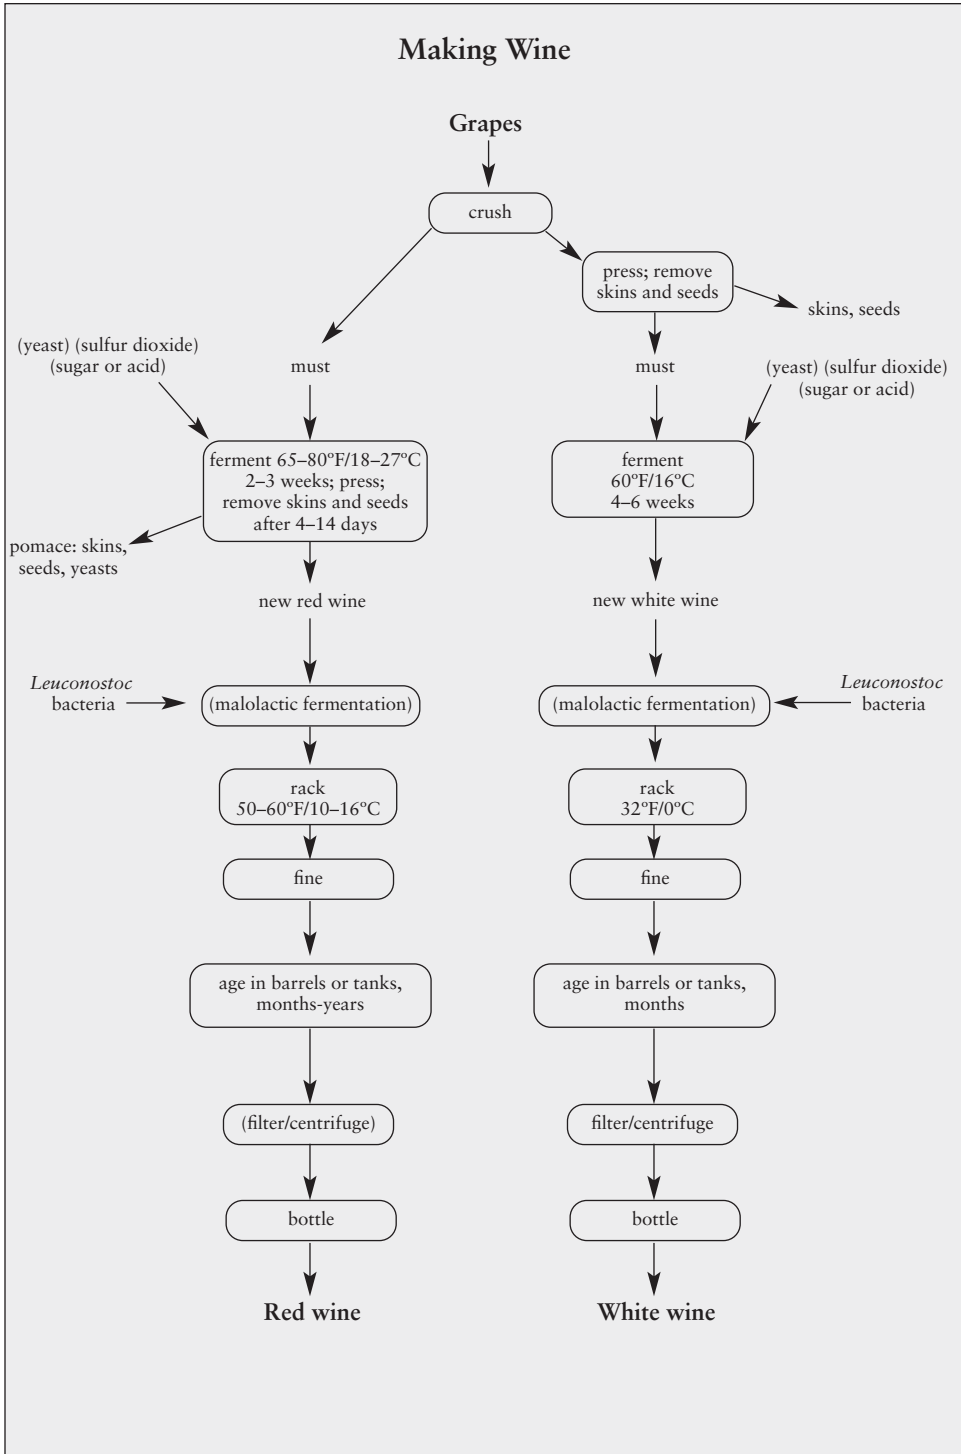 Making Wine
Grapes
crush
press; remove
skins and seeds
skins, seeds
(yeast) (sulfur dioxide)
(sugar or acid)
must
must
(yeast) (sulfur dioxide)
(sugar or acid)
ferment 65–80ºF/18–27ºC
2–3 weeks; press;
remove skins and seeds
after 4–14 days
ferment
60ºF/16ºC
4–6 weeks
pomace: skins,
seeds, yeasts
new red wine
new white wine
Leuconostoc
bacteria
(malolactic fermentation)
(malolactic fermentation)
Leuconostoc
bacteria
rack
50–60ºF/10–16ºC
rack
32ºF/0ºC
fine
fine
age in barrels or tanks,
months-years
age in barrels or tanks,
months
(filter/centrifuge)
filter/centrifuge
bottle
bottle
Red wine
White wine